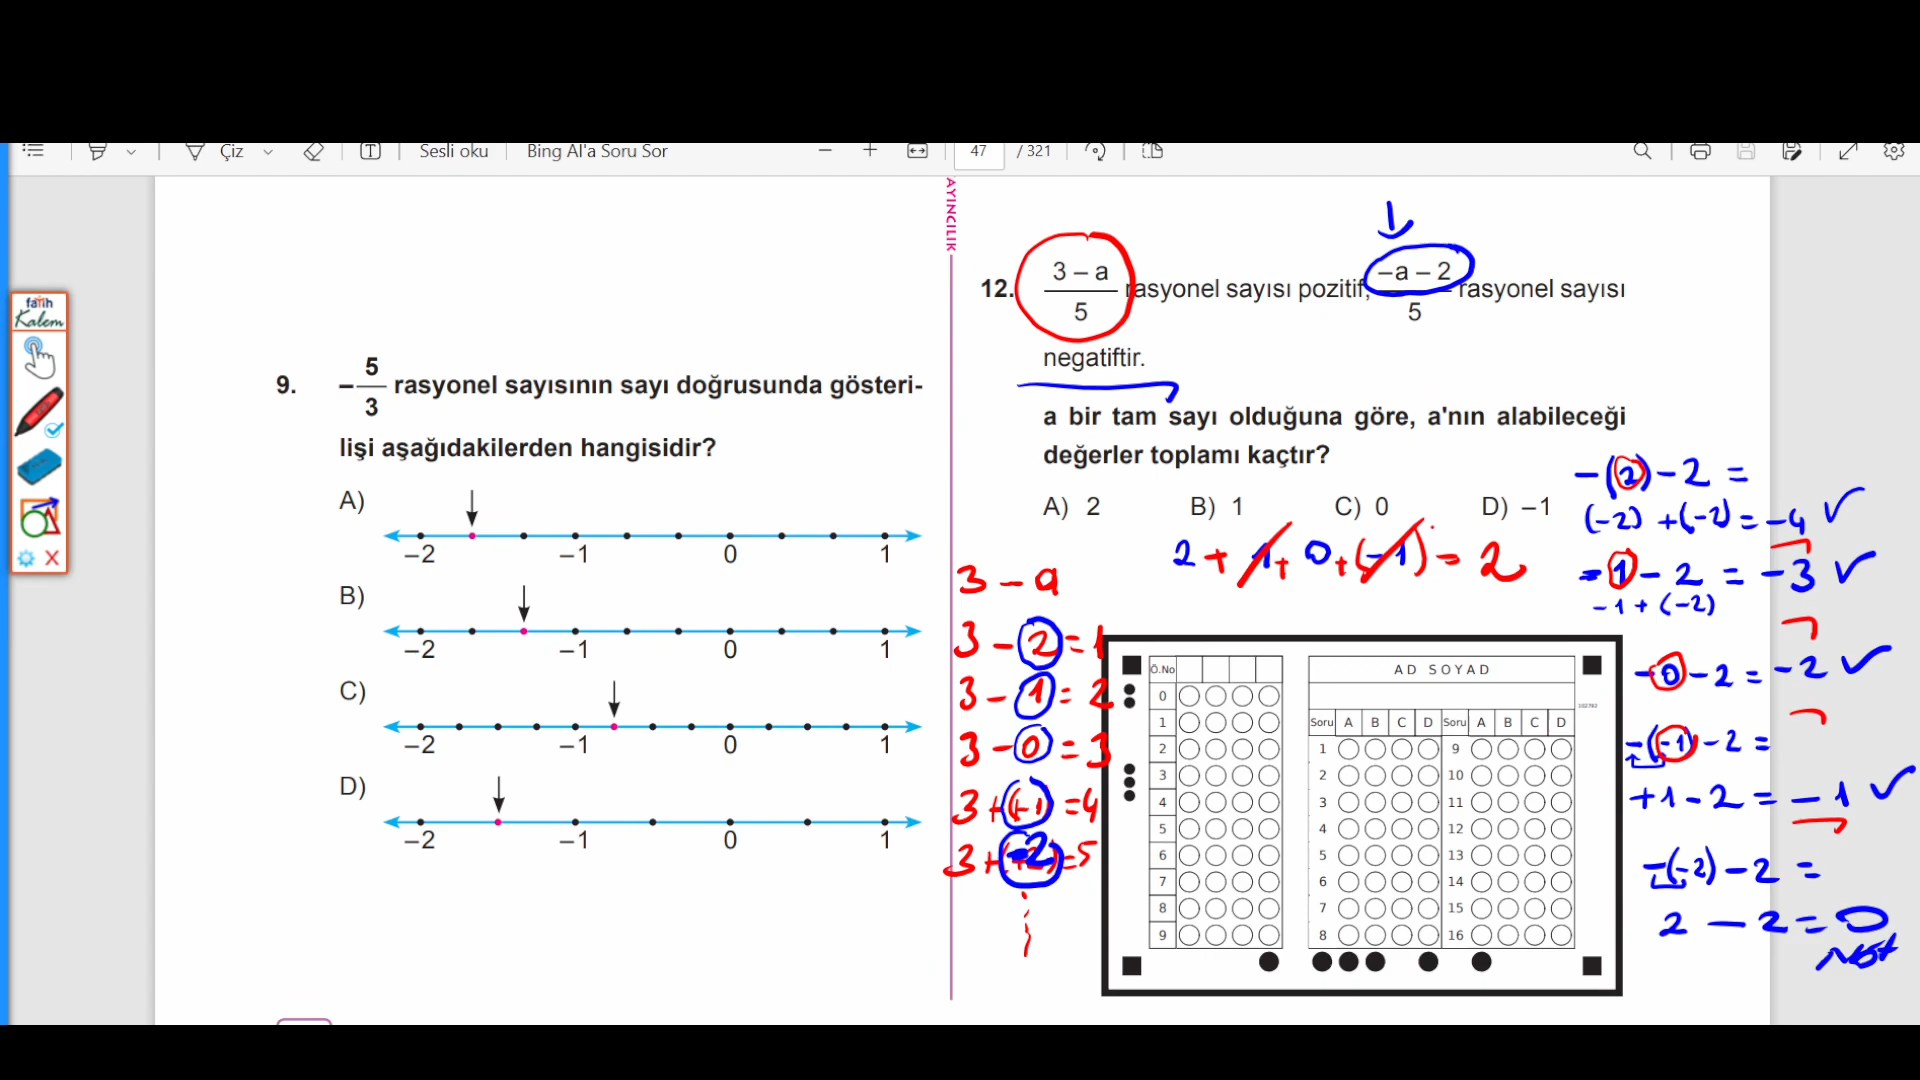 Çiz
Sesli oku
Bing AI'a Soru Sor
47 / 321
fatih
Kalem
AYINCILIK
9. –5/3 rasyonel sayısının sayı doğrusunda gösteri-
lişi aşağıdakilerden hangisidir?
A)
–2 –1 0 1
B)
–2 –1 0 1
C)
–2 –1 0 1
D)
–2 –1 0 1
12. 3 – a / 5 rasyonel sayısı pozitif, –a – 2 / 5 rasyonel sayısı
negatiftir.
a bir tam sayı olduğuna göre, a'nın alabileceği
değerler toplamı kaçtır?
A) 2 B) 1 C) 0 D) –1
2 + 1 + 0 + (-1) = 2
3 - a
3 - 2 = 1
3 - 1 = 2
3 - 0 = 3
3 + (+1) = 4
-(2) - 2 =
(-2) + (-2) = -4
- 1 - 2 = -3
-1 + (-2)
-0 - 2 = -2
-(-1) - 2 =
+1 - 2 = -1
-(-2) - 2 =
2 - 2 = 0
Nöt
Ö.No
0
1
2
3
4
5
6
7
8
9
AD SOYAD
Soru A B C D Soru A B C D
1 9
2 10
3 11
4 12
5 13
6 14
7 15
8 16